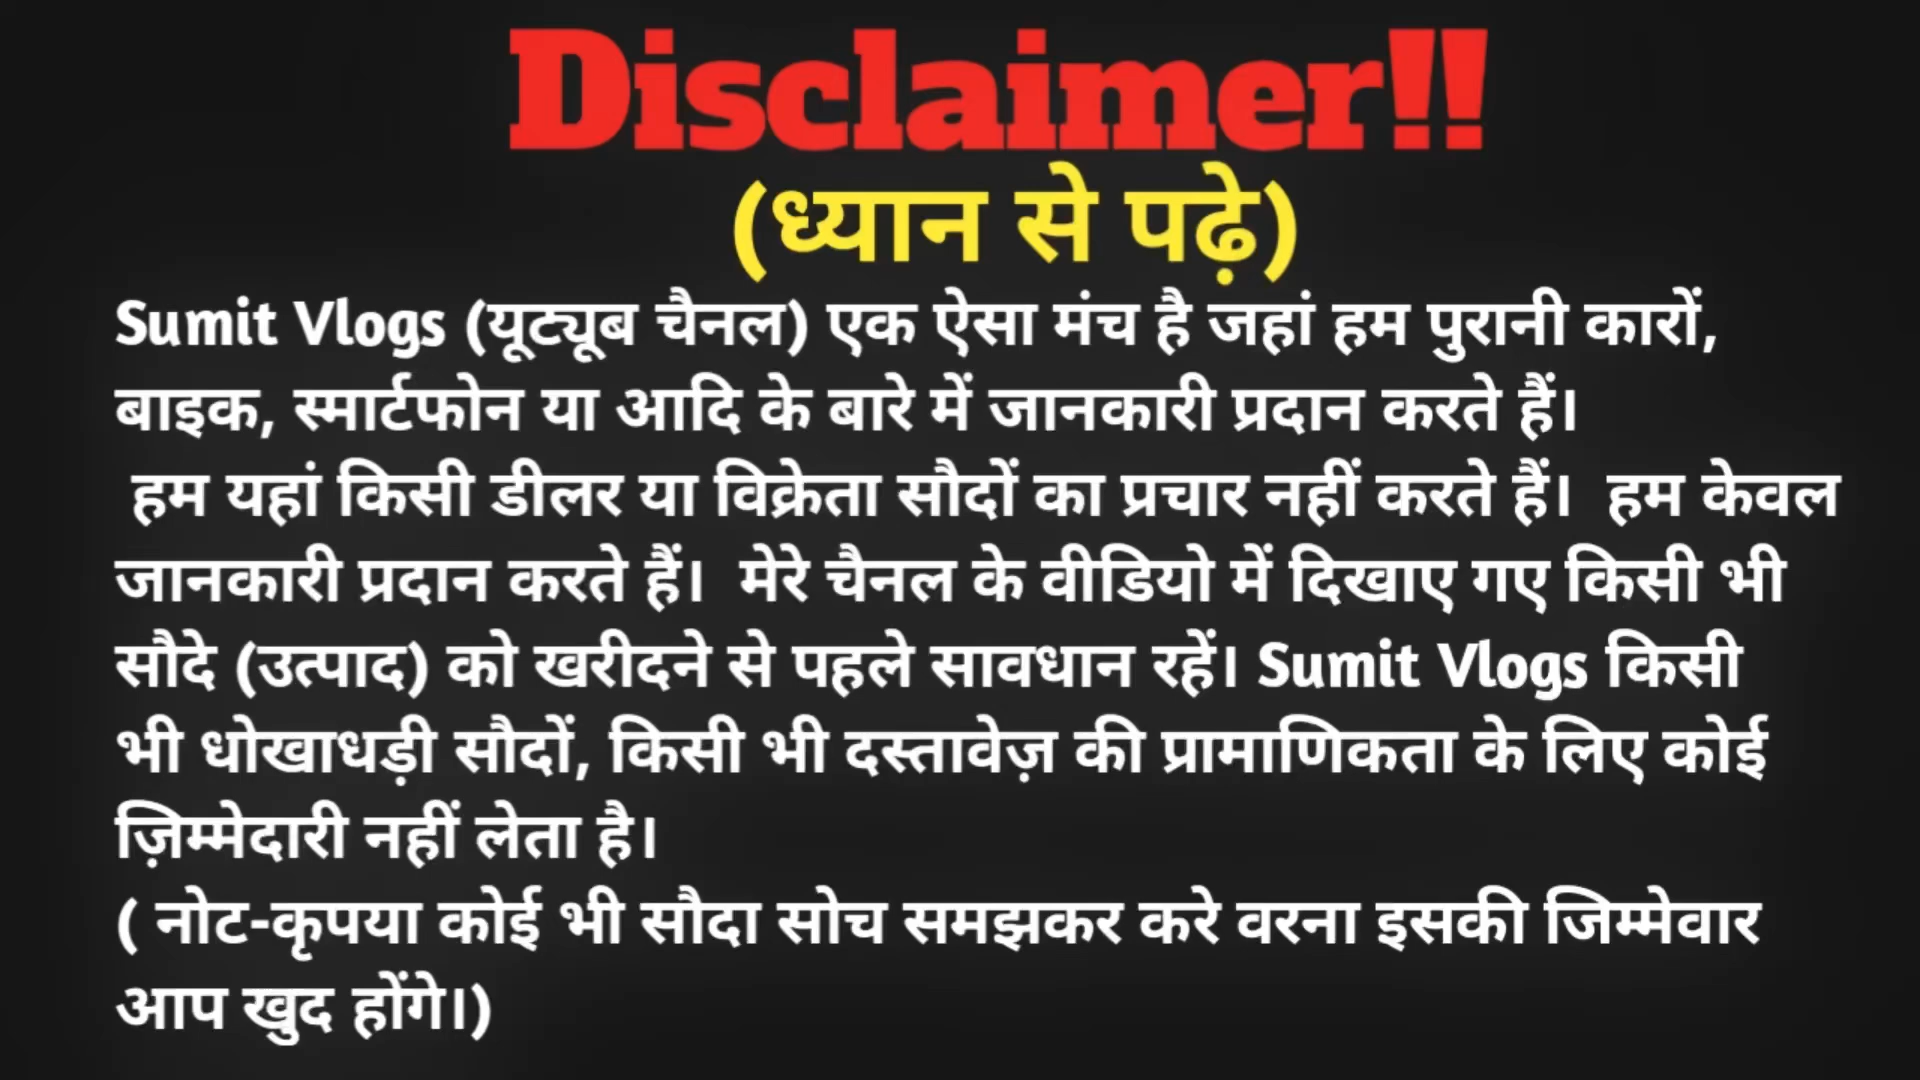 Disclaimer!!
(ध्यान से पढ़े)
Sumit Vlogs (यूट्यूब चैनल) एक ऐसा मंच है जहां हम पुरानी कारों,
बाइक, स्मार्टफोन या आदि के बारे में जानकारी प्रदान करते हैं।
हम यहां किसी डीलर या विक्रेता सौदों का प्रचार नहीं करते हैं। हम केवल
जानकारी प्रदान करते हैं। मेरे चैनल के वीडियो में दिखाए गए किसी भी
सौदे (उत्पाद) को खरीदने से पहले सावधान रहें। Sumit Vlogs किसी
भी धोखाधड़ी सौदों, किसी भी दस्तावेज़ की प्रामाणिकता के लिए कोई
ज़िम्मेदारी नहीं लेता है।
( नोट-कृपया कोई भी सौदा सोच समझकर करे वरना इसकी जिम्मेवार
आप खुद होंगे।)